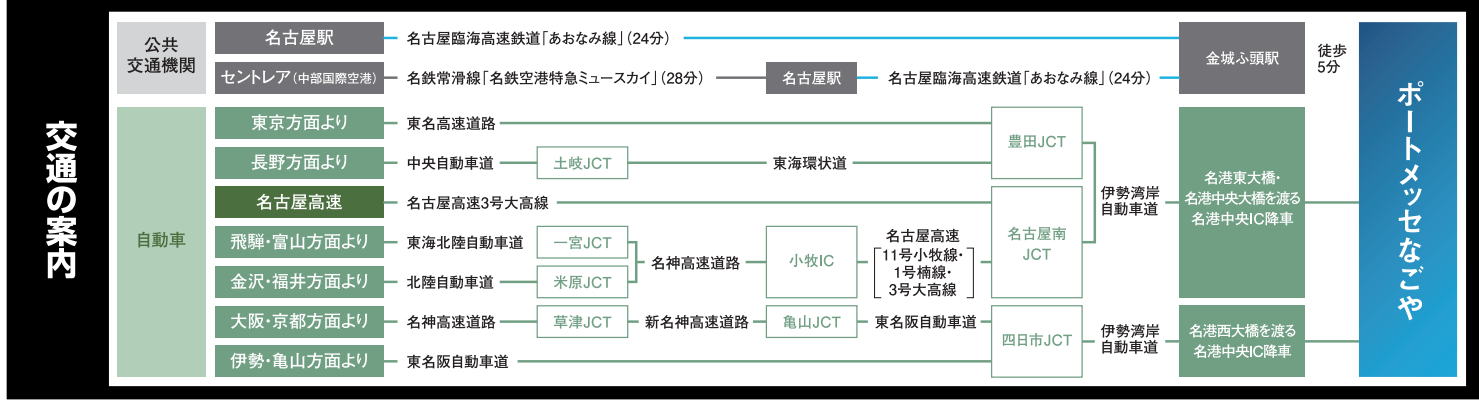 交通の案内
公共
交通機関
名古屋駅
名古屋臨海高速鉄道「あおなみ線」（24分）
セントレア（中部国際空港）
名鉄常滑線「名鉄空港特急ミュースカイ」（28分）
名古屋駅
名古屋臨海高速鉄道「あおなみ線」（24分）
金城ふ頭駅
徒歩
5分
自動車
東京方面より
東名高速道路
長野方面より
中央自動車道
土岐JCT
東海環状道
豊田JCT
名古屋高速
名古屋高速3号大高線
飛騨・富山方面より
東海北陸自動車道
一宮JCT
金沢・福井方面より
北陸自動車道
米原JCT
名神高速道路
小牧IC
名古屋高速
11号小牧線・
1号楠線・
3号大高線
名古屋南
JCT
伊勢湾岸
自動車道
名港東大橋・
名港中央大橋を渡る
名港中央IC降車
大阪・京都方面より
名神高速道路
草津JCT
新名神高速道路
亀山JCT
東名阪自動車道
伊勢・亀山方面より
東名阪自動車道
四日市JCT
伊勢湾岸
自動車道
名港西大橋を渡る
名港中央IC降車
ポートメッセなごや